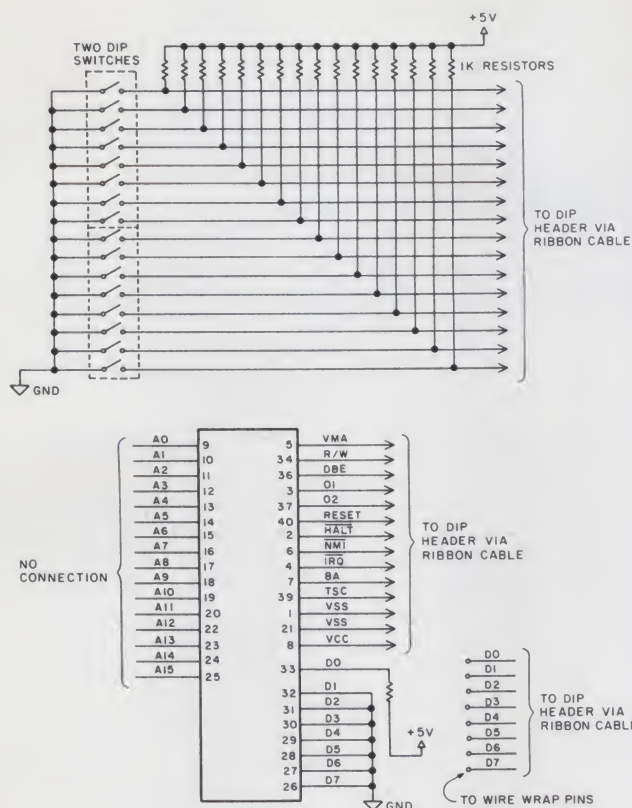 +5V
TWO DIP
SWITCHES
1K RESISTORS
TO DIP
HEADER VIA
RIBBON CABLE
GND
A0 9
A1 10
A2 11
A3 12
A4 13
A5 14
A6 15
A7 16
A8 17
A9 18
A10 19
A11 20
A12 22
A13 23
A14 24
A15 25
NO
CONNECTION
5 VMA
34 R/W
36 DBE
3 01
37 02
40 RESET
2 HALT
6 NMI
4 IRQ
7 BA
39 TSC
1 VSS
21 VSS
8 VCC
33 D0
32 D1
31 D2
30 D3
29 D4
28 D5
27 D6
26 D7
TO DIP
HEADER VIA
RIBBON CABLE
+5V
GND
D0
D1
D2
D3
D4
D5
D6
D7
TO DIP
HEADER VIA
RIBBON CABLE
TO WIRE WRAP PINS